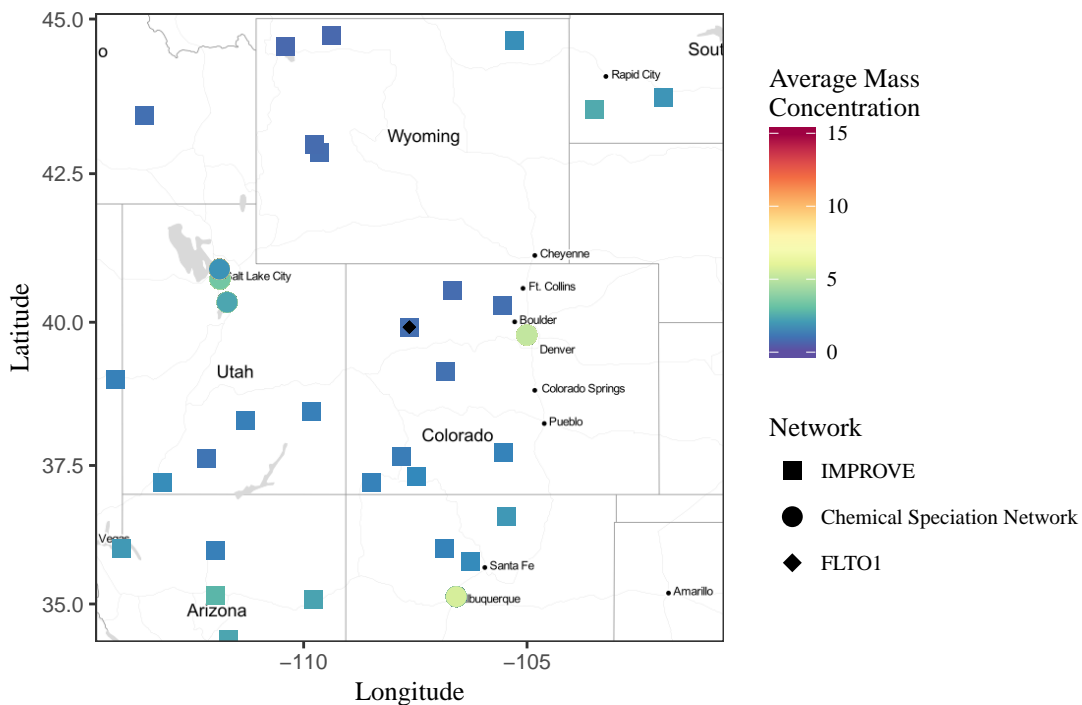 45.0
42.5
40.0
37.5
35.0
Latitude
−110
−105
Longitude
o
Sout
Rapid City
Wyoming
Cheyenne
Salt Lake City
Ft. Collins
Boulder
Denver
Utah
Colorado Springs
Pueblo
Colorado
Vegas
Santa Fe
lbuquerque
Amarillo
Arizona
Average Mass
Concentration
15
10
5
0
Network
IMPROVE
Chemical Speciation Network
FLTO1